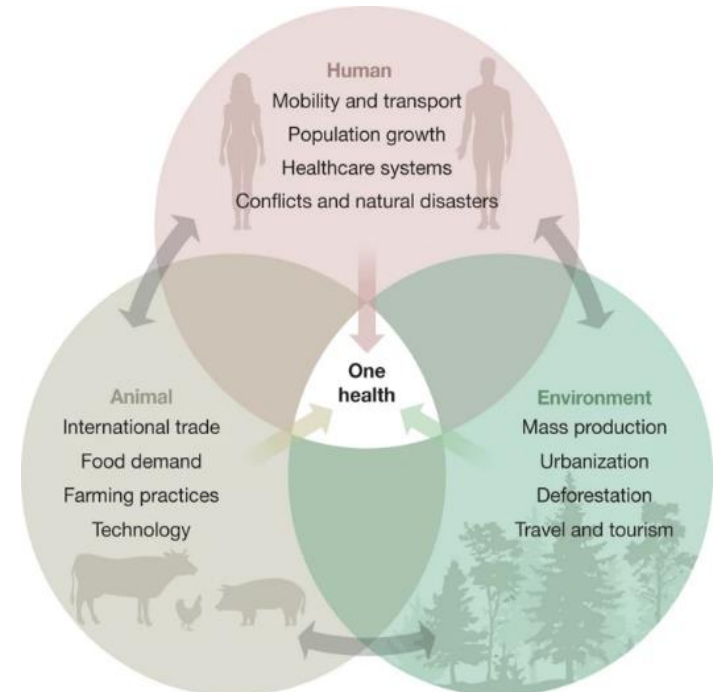 Human
Mobility and transport
Population growth
Healthcare systems
Conflicts and natural disasters
One
health
Animal
International trade
Food demand
Farming practices
Technology
Environment
Mass production
Urbanization
Deforestation
Travel and tourism